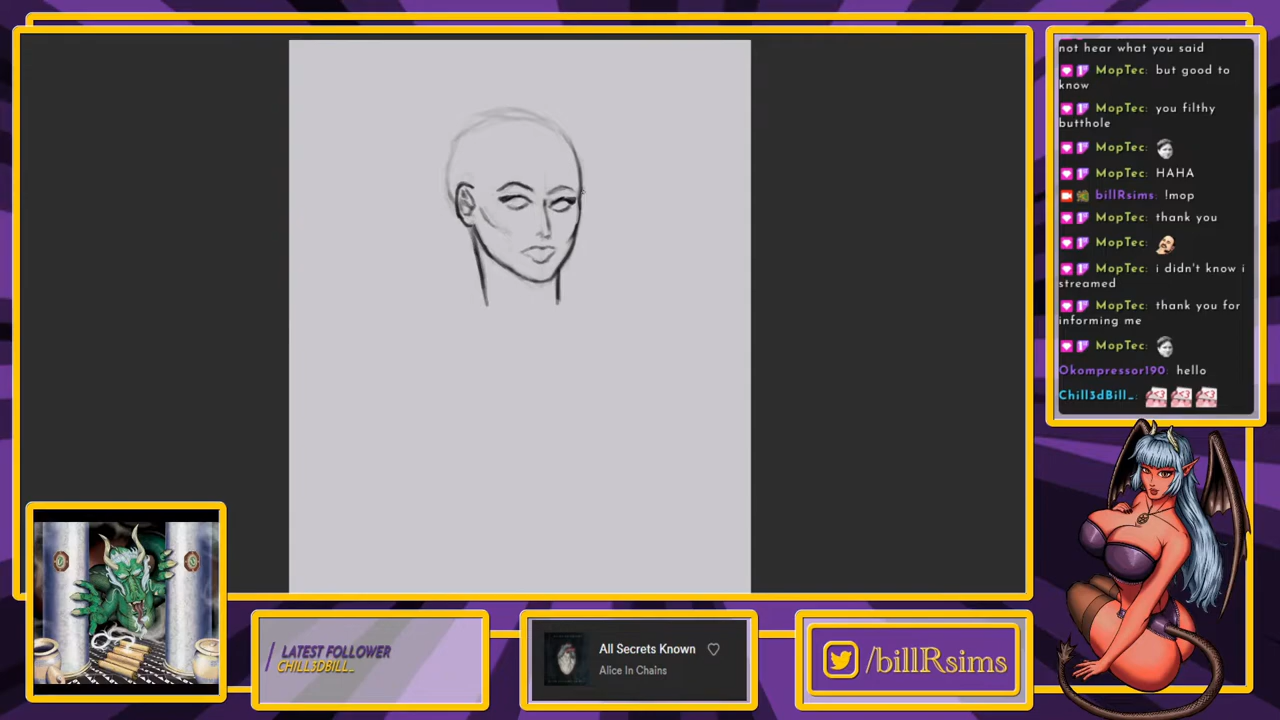 not hear what you said
MopTec: but good to
know
MopTec: you filthy
butthole
MopTec:
MopTec: HAHA
billRsims: !mop
MopTec: thank you
MopTec:
MopTec: i didn't know i
streamed
MopTec: thank you for
informing me
MopTec:
Okompressor190: hello
Chill3dBill_:
LATEST FOLLOWER
CHILL3DBILL_
All Secrets Known
Alice In Chains
/billRsims